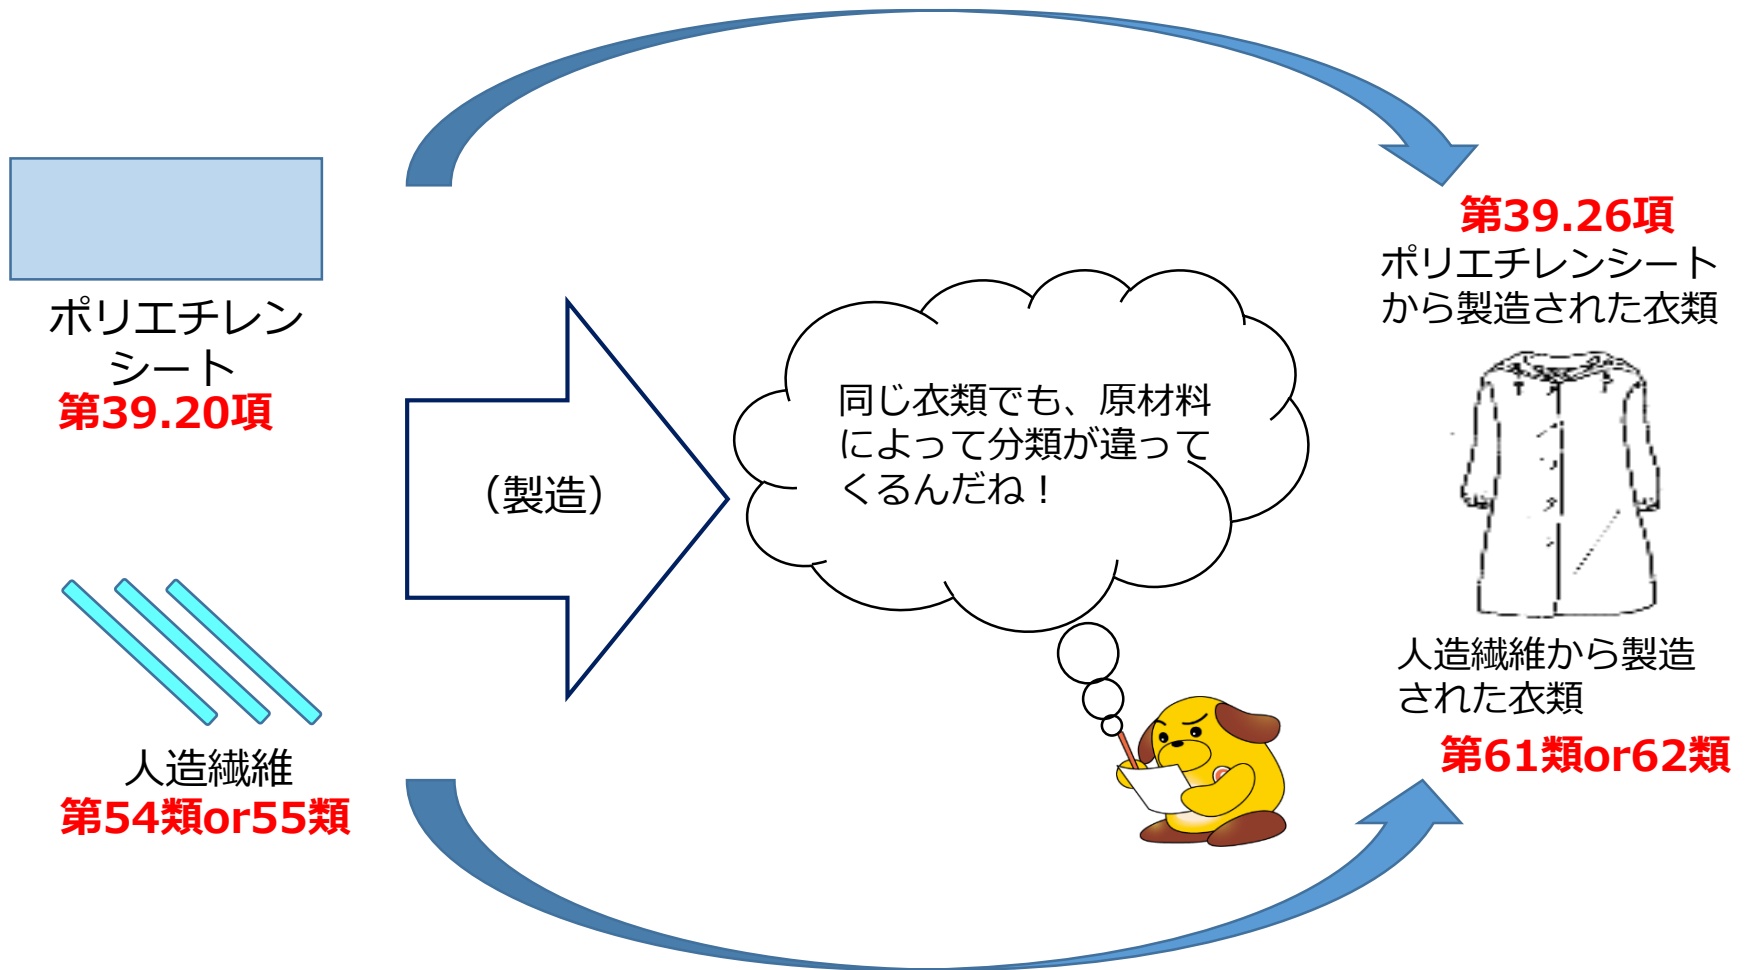 ポリエチレン
シート
第39.20項
人造繊維
第54類or55類
（製造）
同じ衣類でも、原材料
によって分類が違って
くるんだね！
第39.26項
ポリエチレンシート
から製造された衣類
人造繊維から製造
された衣類
第61類or62類